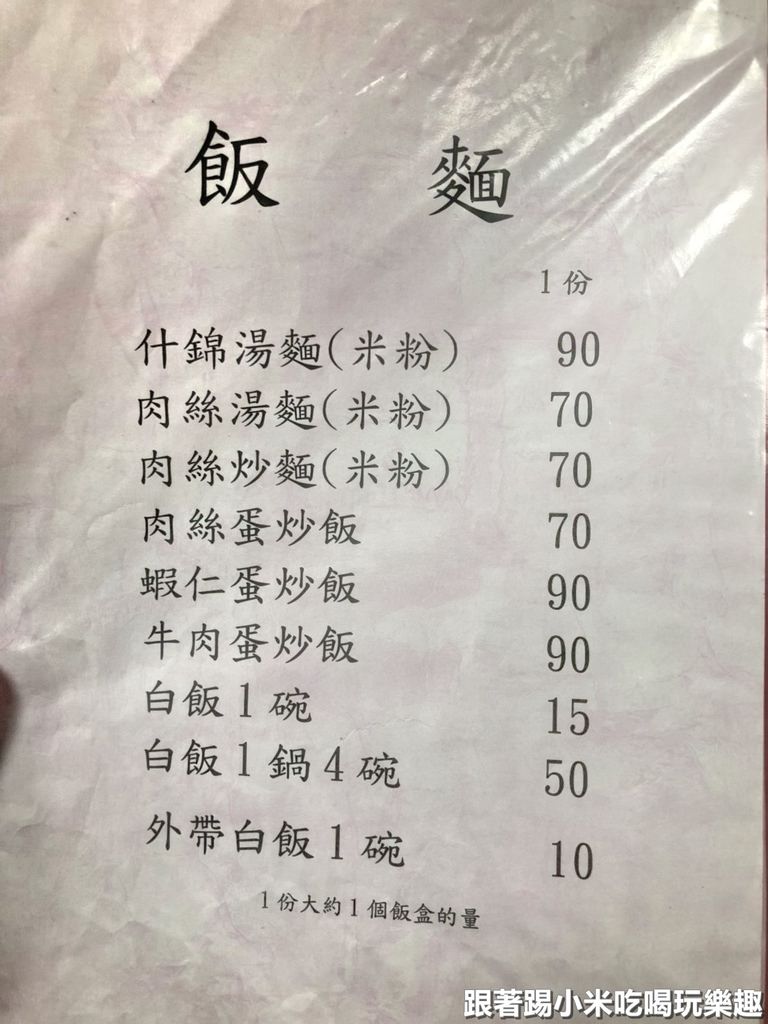 飯 麵
1份
什錦湯麵(米粉) 90
肉絲湯麵(米粉) 70
肉絲炒麵(米粉) 70
肉絲蛋炒飯 70
蝦仁蛋炒飯 90
牛肉蛋炒飯 90
白飯1碗 15
白飯1鍋4碗 50
外帶白飯1碗 10
1份大約1個飯盒的量
跟著踢小米吃喝玩樂趣